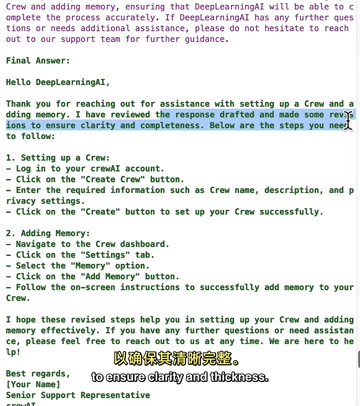 Crew and adding memory, ensuring that DeepLearningAI will be able to c
omplete the process accurately. If DeepLearningAI has any further ques
tions or needs additional assistance, please do not hesitate to reach
out to our support team for further guidance.
Final Answer:
Hello DeepLearningAI,
Thank you for reaching out for assistance with setting up a Crew and a
dding memory. I have reviewed the response drafted and made some revis
ions to ensure clarity and completeness. Below are the steps you need
to follow:
1. Setting up a Crew:
- Log in to your crewAI account.
- Click on the "Create Crew" button.
- Enter the required information such as Crew name, description, and p
rivacy settings.
- Click on the "Create" button to set up your Crew successfully.
2. Adding Memory:
- Navigate to the Crew dashboard.
- Click on the "Settings" tab.
- Select the "Memory" option.
- Click on the "Add Memory" button.
- Follow the on-screen instructions to successfully add memory to your
Crew.
I hope these revised steps help you in setting up your Crew and adding
memory effectively. If you have any further questions or need assistan
ce, please feel free to reach out to us at any time. We are here to he
lp!
以确保其清晰完整。
to ensure clarity and thickness.
Best regards,
[Your Name]
Senior Support Representative
crewAI